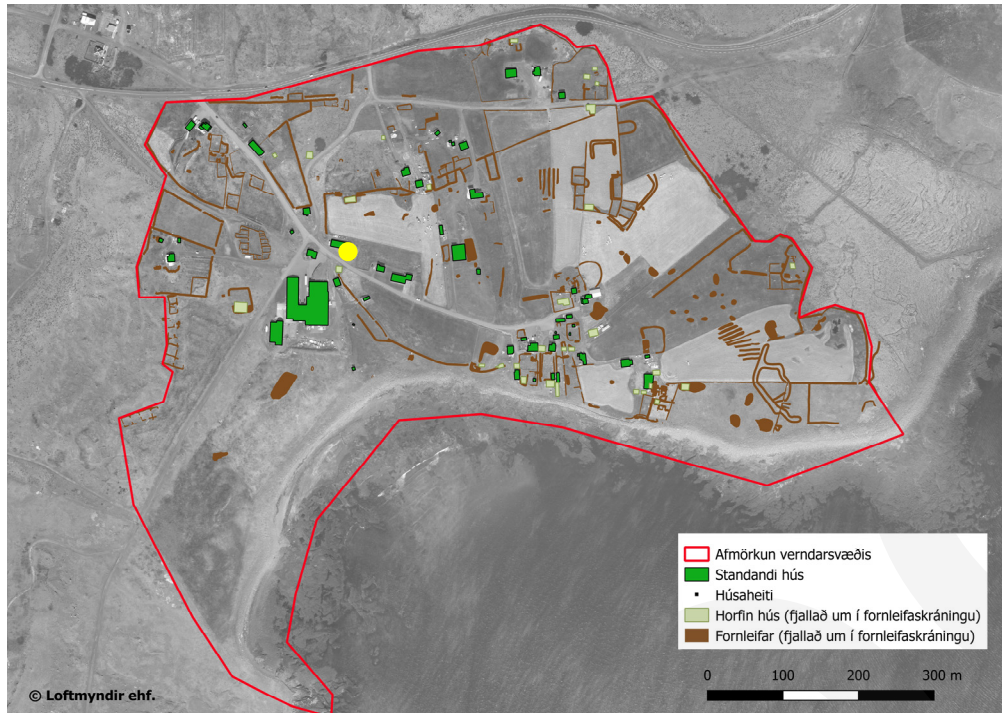 Afmörkun verndarsvæðis
Standandi hús
Húsaheiti
Horfin hús (fjallað um í fornleifaskráningu)
Fornleifar (fjallað um í fornleifaskráningu)
0 100 200 300 m
© Loftmyndir ehf.